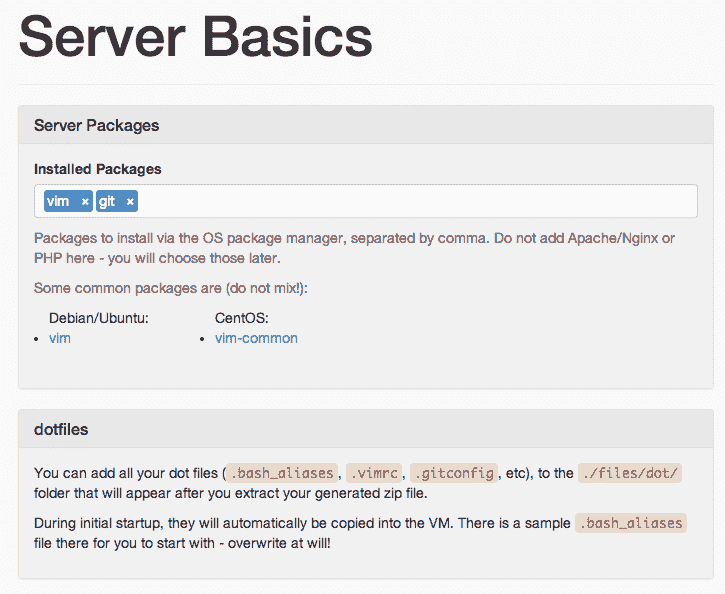 Server Basics
Server Packages
Installed Packages
vim × git ×
Packages to install via the OS package manager, separated by comma. Do not add Apache/Nginx or
PHP here - you will choose those later.
Some common packages are (do not mix!):
Debian/Ubuntu: CentOS:
• vim • vim-common
dotfiles
You can add all your dot files (.bash_aliases, .vimrc, .gitconfig, etc), to the ./files/dot/
folder that will appear after you extract your generated zip file.
During initial startup, they will automatically be copied into the VM. There is a sample .bash_aliases
file there for you to start with - overwrite at will!